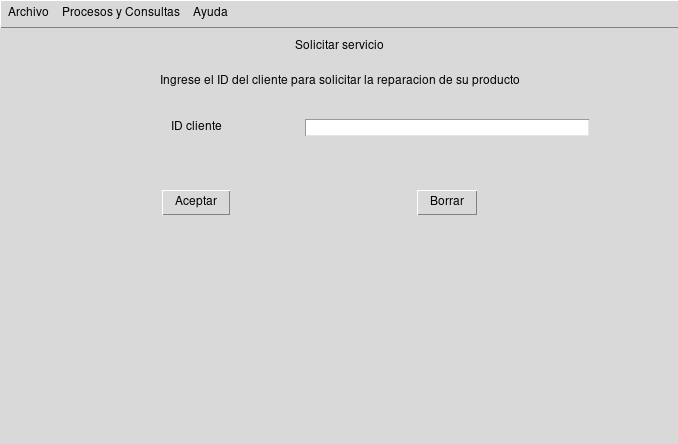 Archivo Procesos y Consultas Ayuda
Solicitar servicio
Ingrese el ID del cliente para solicitar la reparacion de su producto
ID cliente
Aceptar Borrar